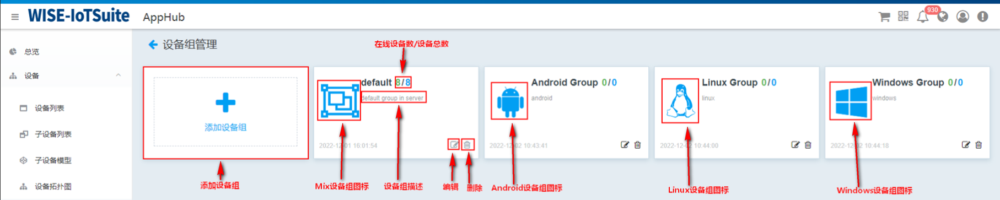 WISE-IoTSuite AppHub
930
总览
设备
设备列表
子设备列表
子设备模型
设备拓扑图
设备组管理
在线设备数/设备总数
添加设备组
default 8/8
default group in server
2022-12-01 16:01:54
Android Group 0/0
android
2022-12-02 10:43:41
Linux Group 0/0
linux
2022-12-02 10:44:00
Windows Group 0/0
windows
2022-12-02 10:44:18
添加设备组
Mix设备组图标
设备组描述
编辑
删除
Android设备组图标
Linux设备组图标
Windows设备组图标